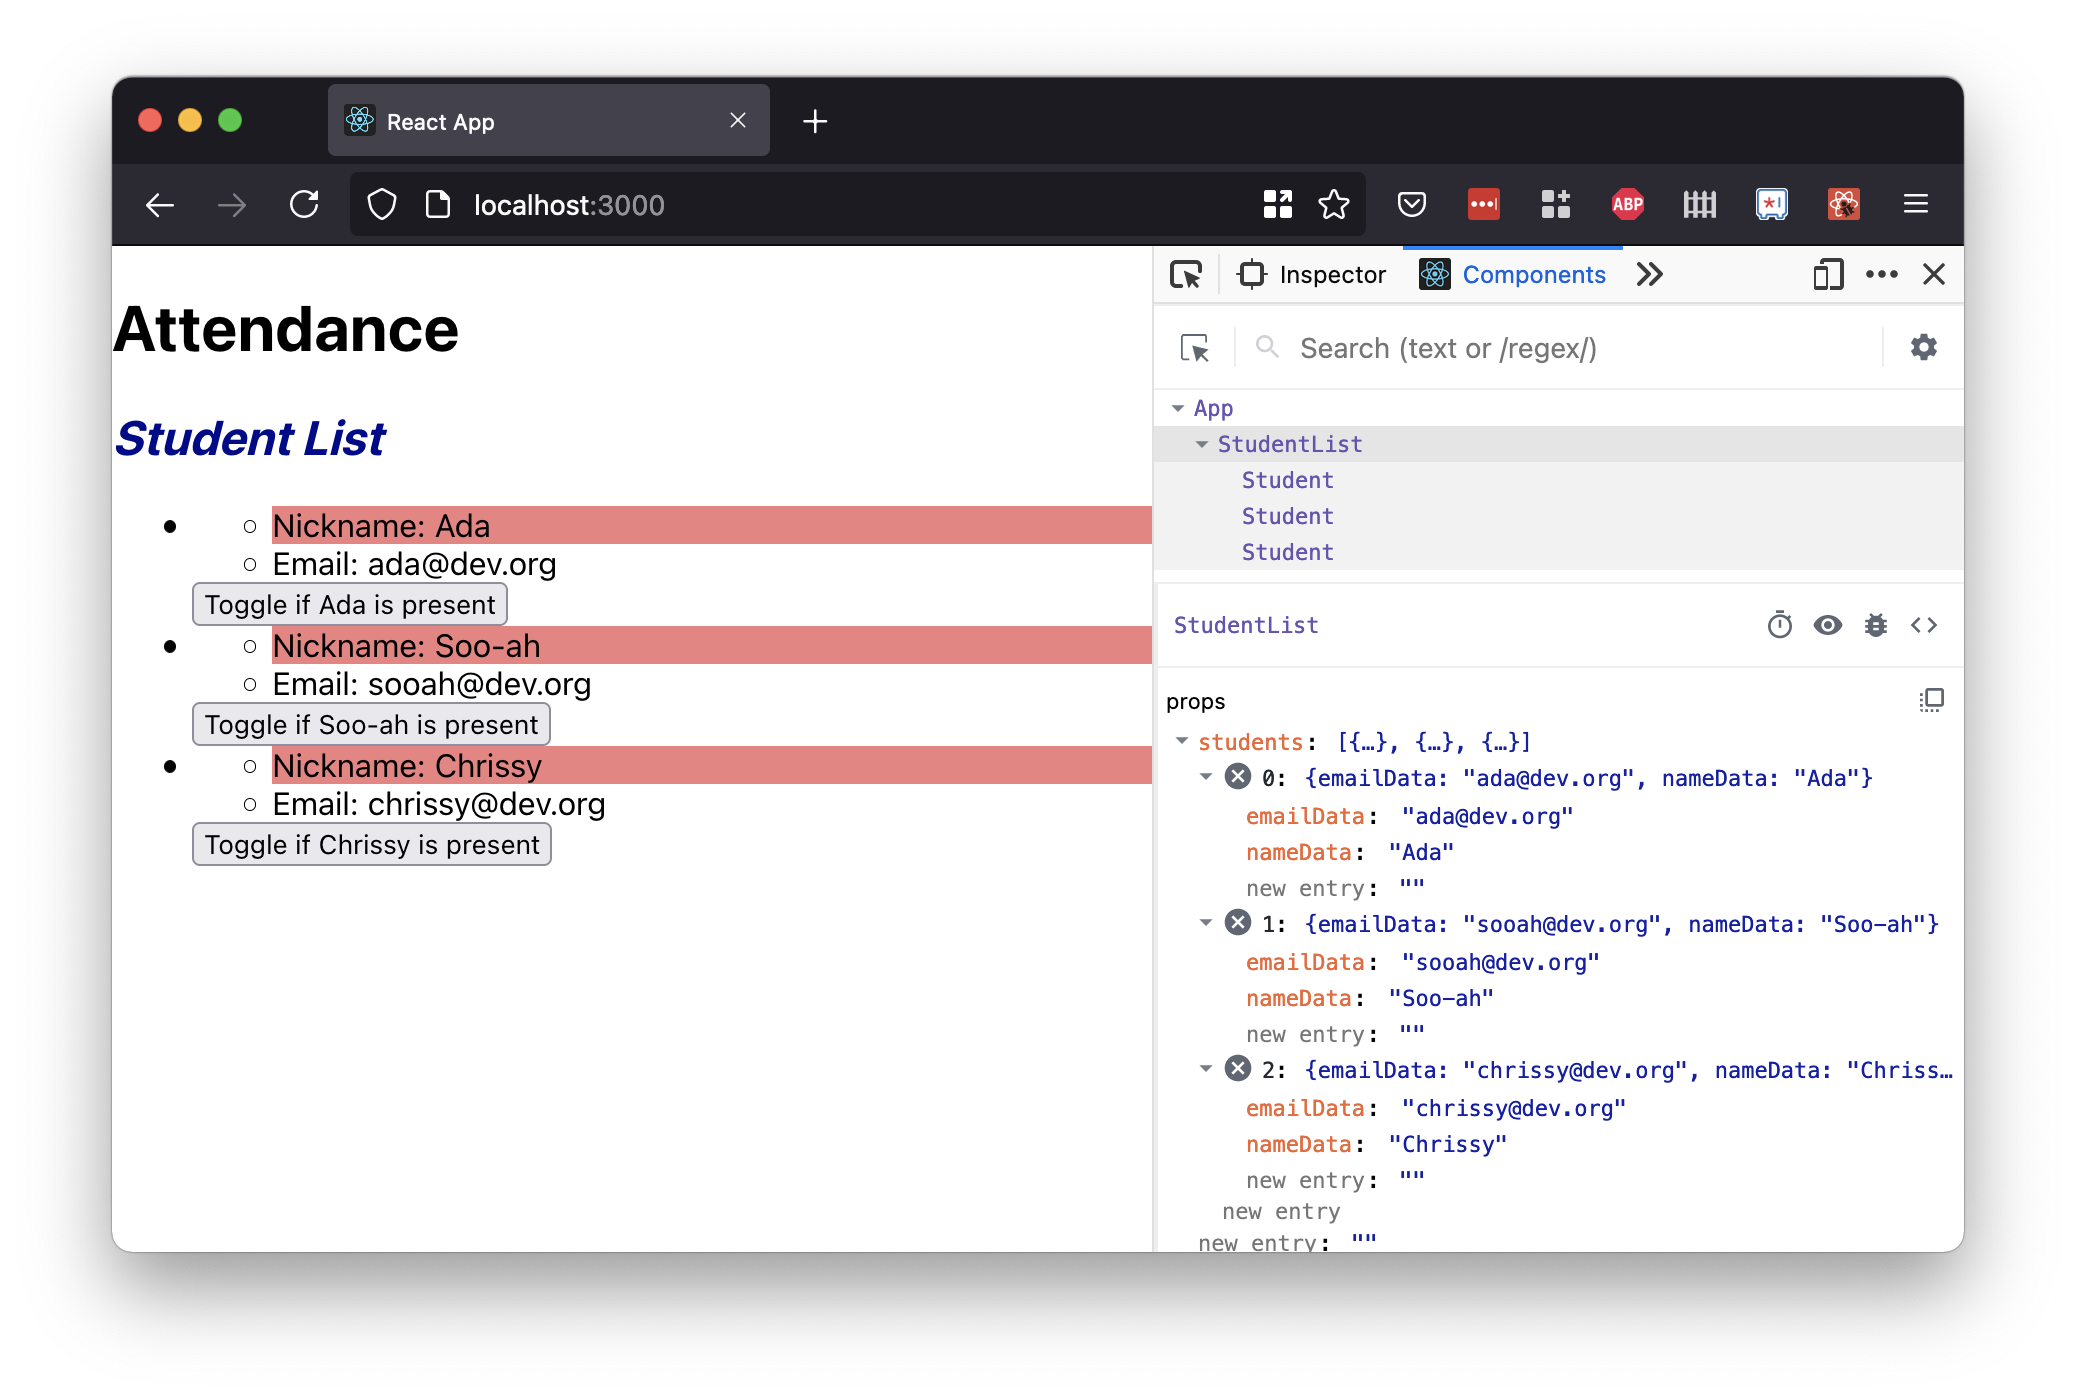 React App
localhost:3000
ABP
Attendance
Student List
Nickname: Ada
Email: ada@dev.org
Toggle if Ada is present
Nickname: Soo-ah
Email: sooah@dev.org
Toggle if Soo-ah is present
Nickname: Chrissy
Email: chrissy@dev.org
Toggle if Chrissy is present
Inspector Components
Search (text or /regex/)
App
StudentList
Student
Student
Student
StudentList
props
students: [{…}, {…}, {…}]
0: {emailData: "ada@dev.org", nameData: "Ada"}
emailData: "ada@dev.org"
nameData: "Ada"
new entry: ""
1: {emailData: "sooah@dev.org", nameData: "Soo-ah"}
emailData: "sooah@dev.org"
nameData: "Soo-ah"
new entry: ""
2: {emailData: "chrissy@dev.org", nameData: "Chriss…
emailData: "chrissy@dev.org"
nameData: "Chrissy"
new entry: ""
new entry
new entry: ""